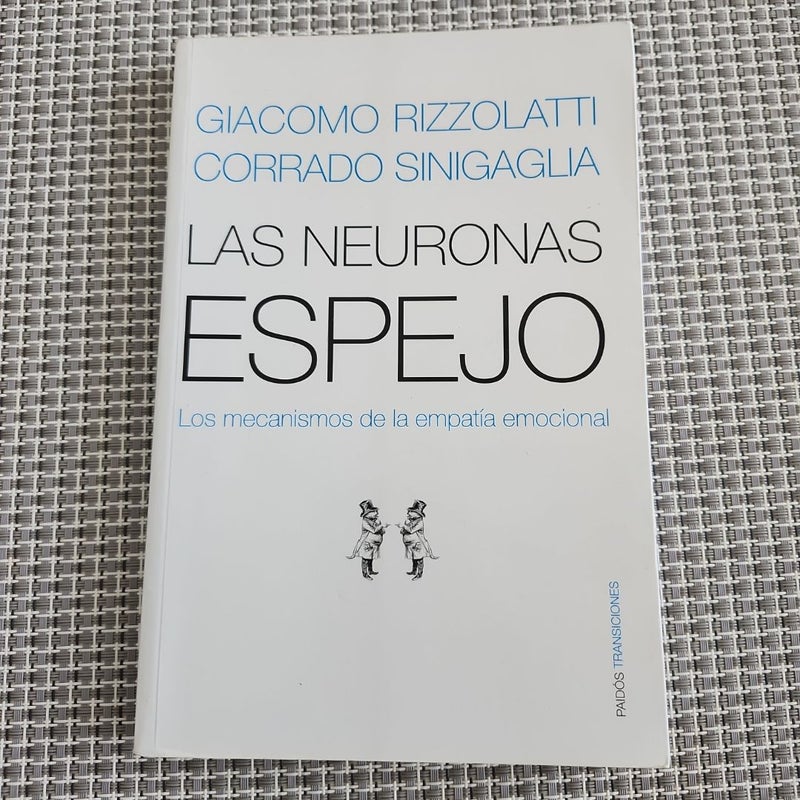 GIACOMO RIZZOLATTI
CORRADO SINIGAGLIA
LAS NEURONAS
ESPEJO
Los mecanismos de la empatía emocional
PAIDÓS TRANSICIONES